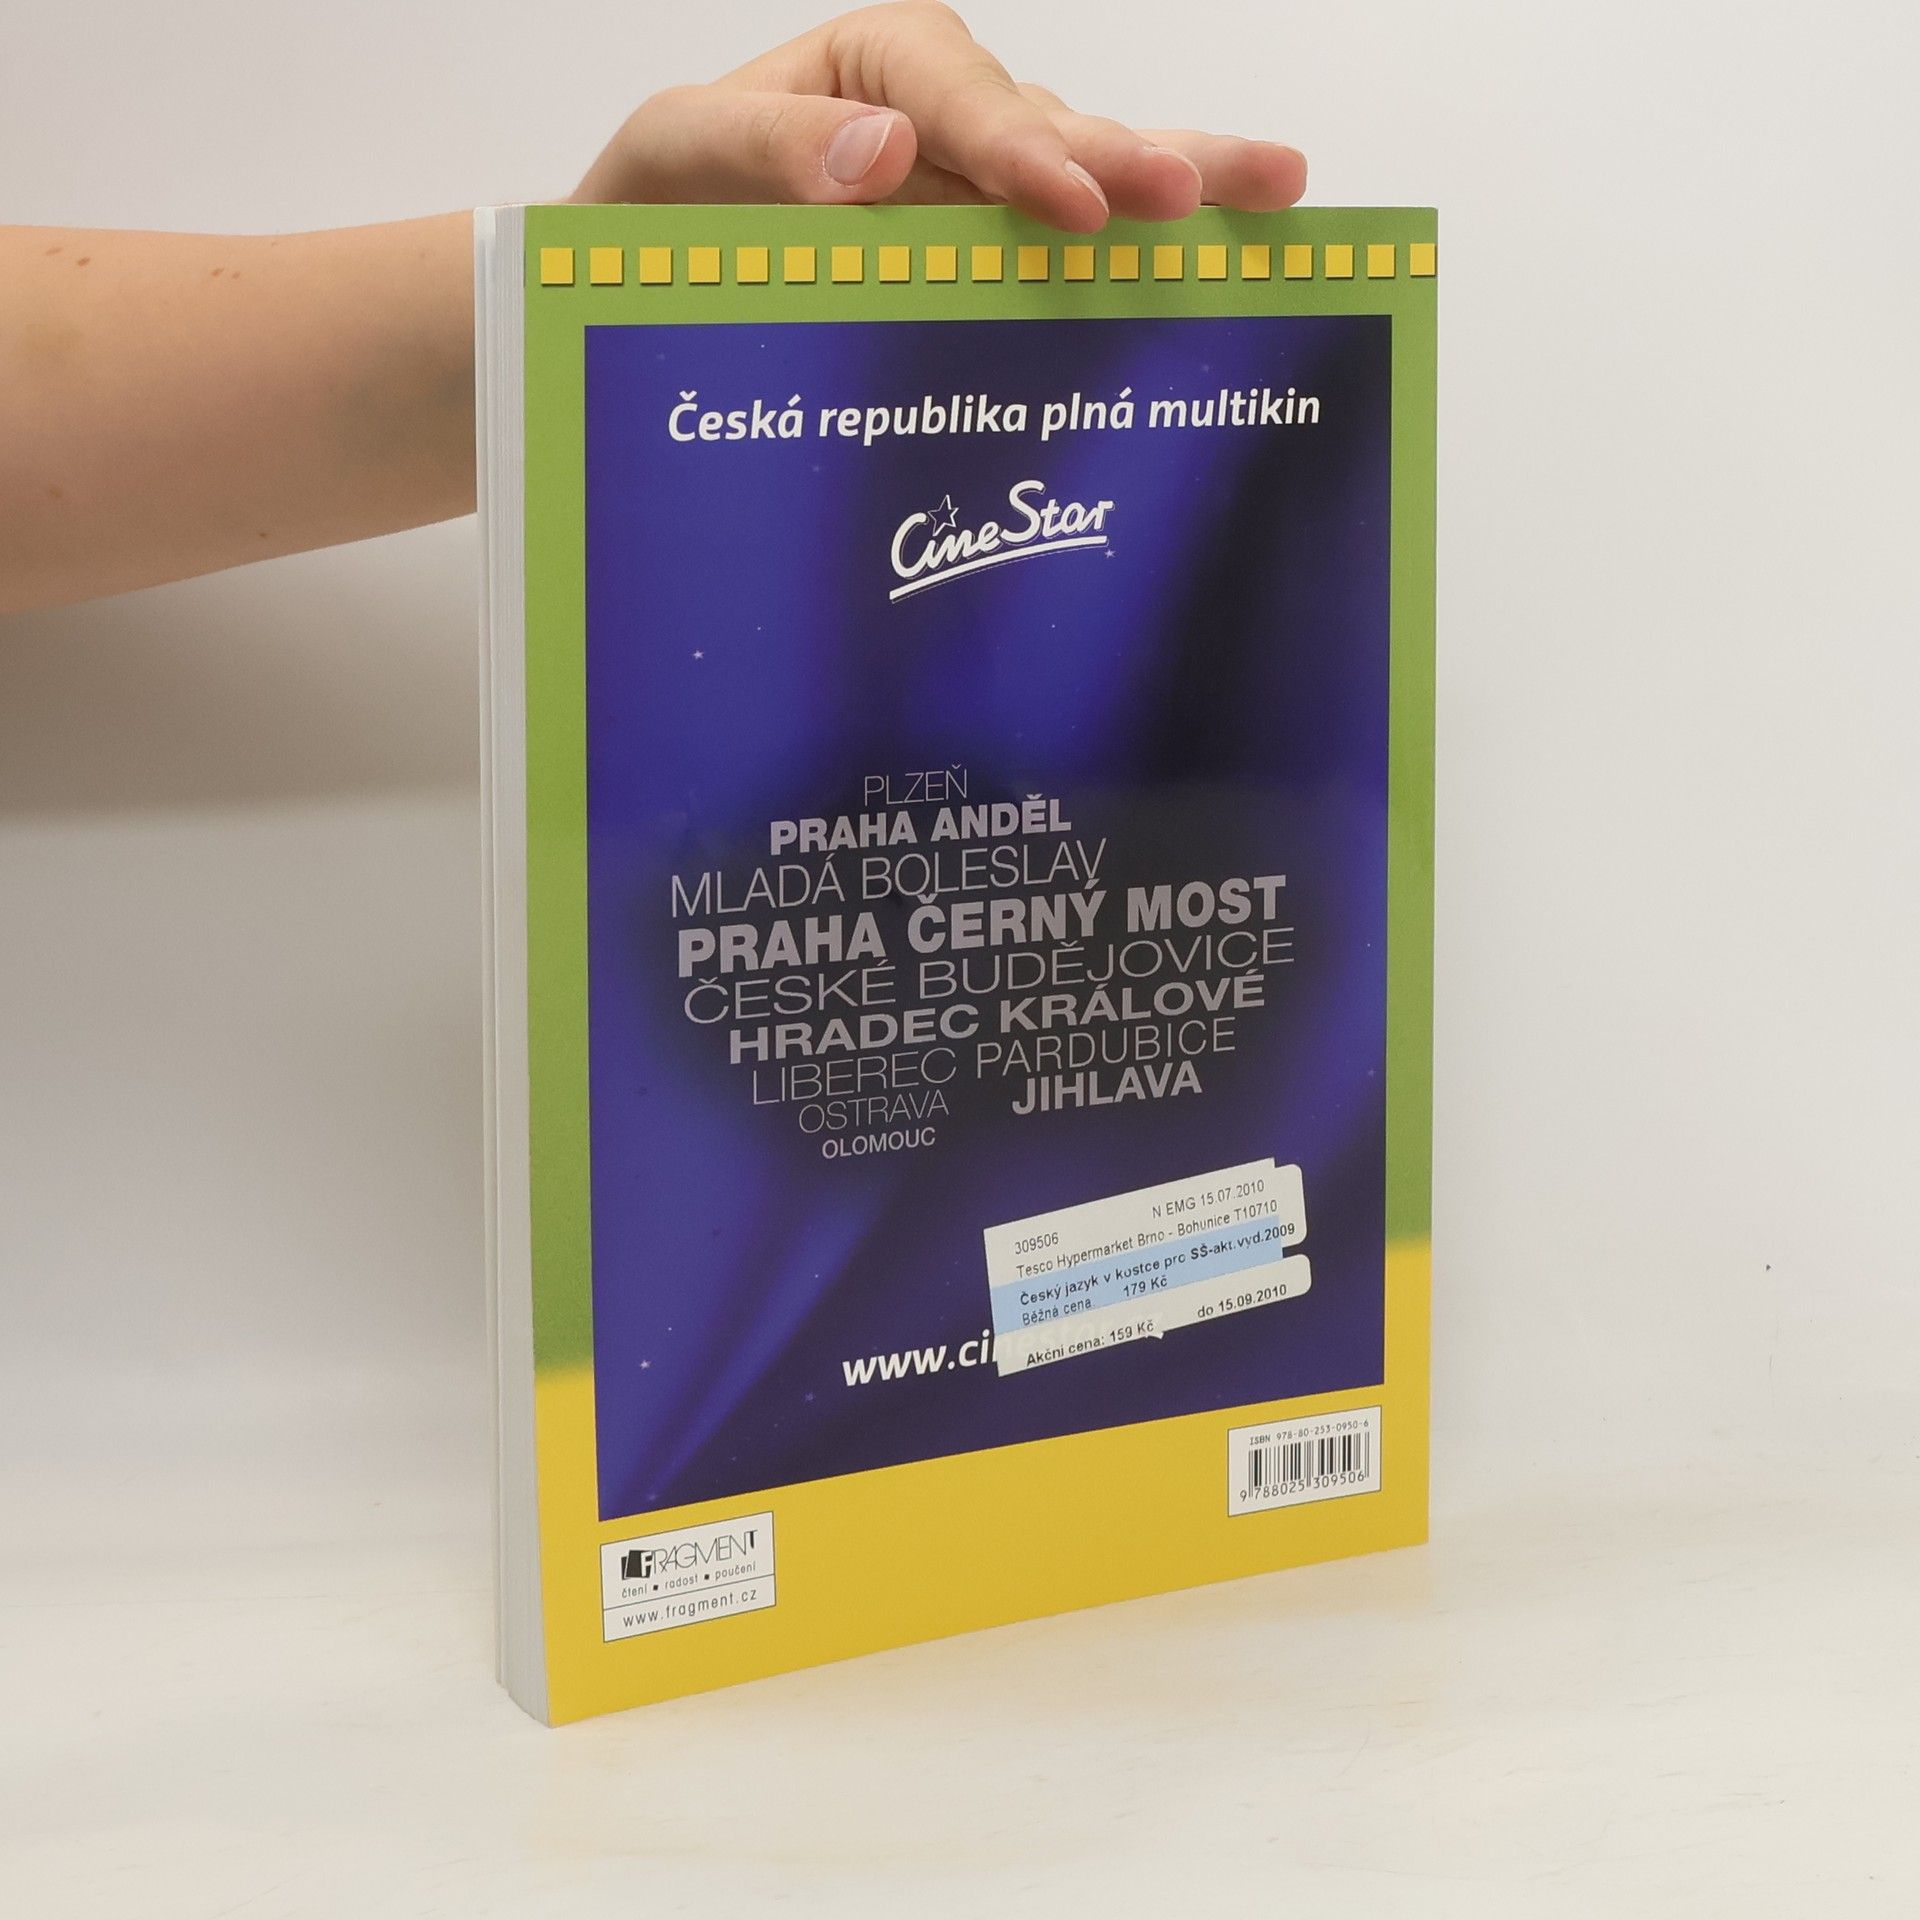 Česká republika plná multikin
CineStar
PLZEŇ
PRAHA ANDĚL
MLADÁ BOLESLAV
PRAHA ČERNÝ MOST
ČESKÉ BUDĚJOVICE
HRADEC KRÁLOVÉ
LIBEREC PARDUBICE
OSTRAVA JIHLAVA
OLOMOUC
309506 N EMG 15.07.2010
Tesco Hypermarket Brno - Bohunice T10710
Český jazyk v kostce pro SŠ-akt.vyd.2009
Běžná cena 179 Kč
Akční cena: 159 Kč do 15.09.2010
www.cinestar.cz
ISBN 978-80-253-0950-6
9 788025 309506
FRAGMENT
čtení ▪ radost ▪ poučení
www.fragment.cz